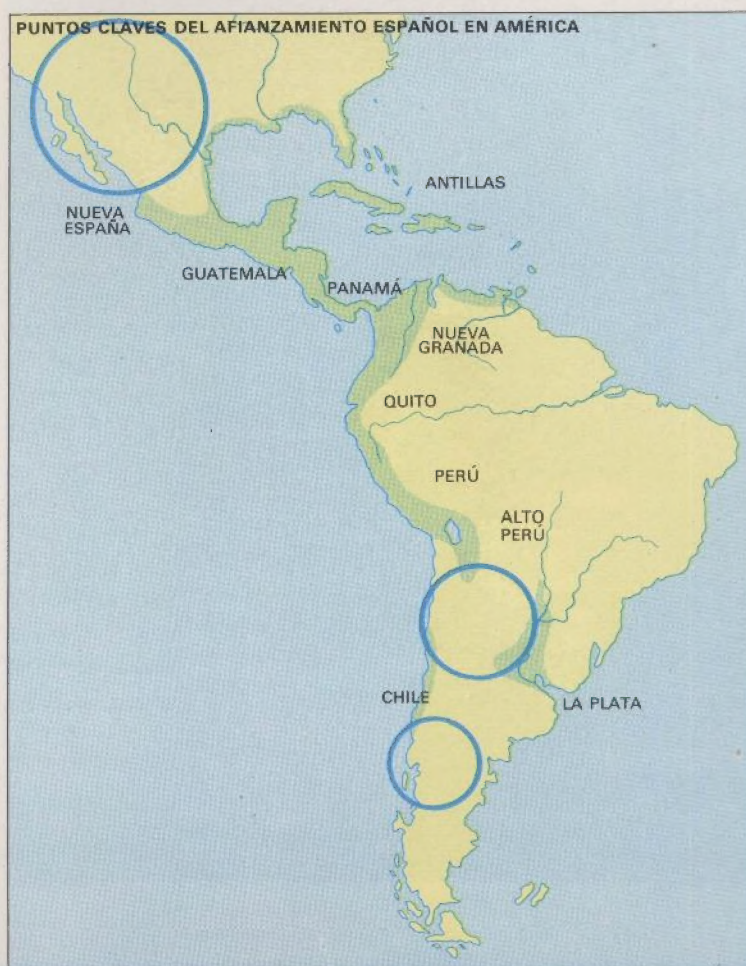 PUNTOS CLAVES DEL AFIANZAMIENTO ESPAÑOL EN AMÉRICA
ANTILLAS
NUEVA
ESPAÑA
GUATEMALA
PANAMÁ
NUEVA
GRANADA
QUITO
PERÚ
ALTO
PERÚ
CHILE
LA PLATA